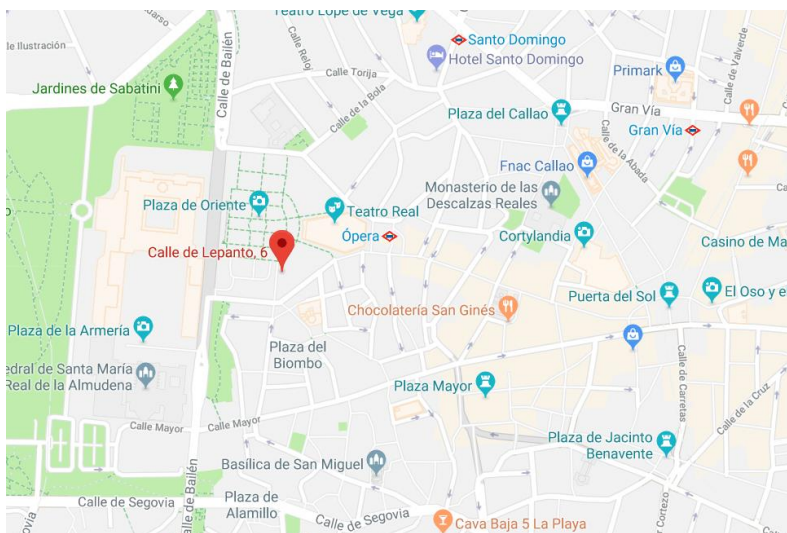 Teatro Lope de Vega
Santo Domingo
Hotel Santo Domingo
Calle Reloj
Calle Torija
Calle de Bailén
le Ilustración
Jardines de Sabatini
Calle de la Bola
Primark
Calle de Valverde
Plaza del Callao
Gran Vía
Gran Vía
Calle de la Abada
Fnac Callao
Monasterio de las
Descalzas Reales
Plaza de Oriente
Teatro Real
Ópera
Cortylandia
Casino de Ma
Calle de Lepanto, 6
Puerta del Sol
El Oso y e
Chocolatería San Ginés
Plaza de la Armería
Plaza del
Biombo
edral de Santa María
Real de la Almudena
Plaza Mayor
Calle de Carretas
Calle de la Cruz
Calle Mayor
Calle Mayor
Plaza de Jacinto
Benavente
Basílica de San Miguel
Calle de Bailén
Calle de Segovia
Plaza de
Alamillo
Calle de Segovia
Cava Baja 5 La Playa
Cortezo
ovia